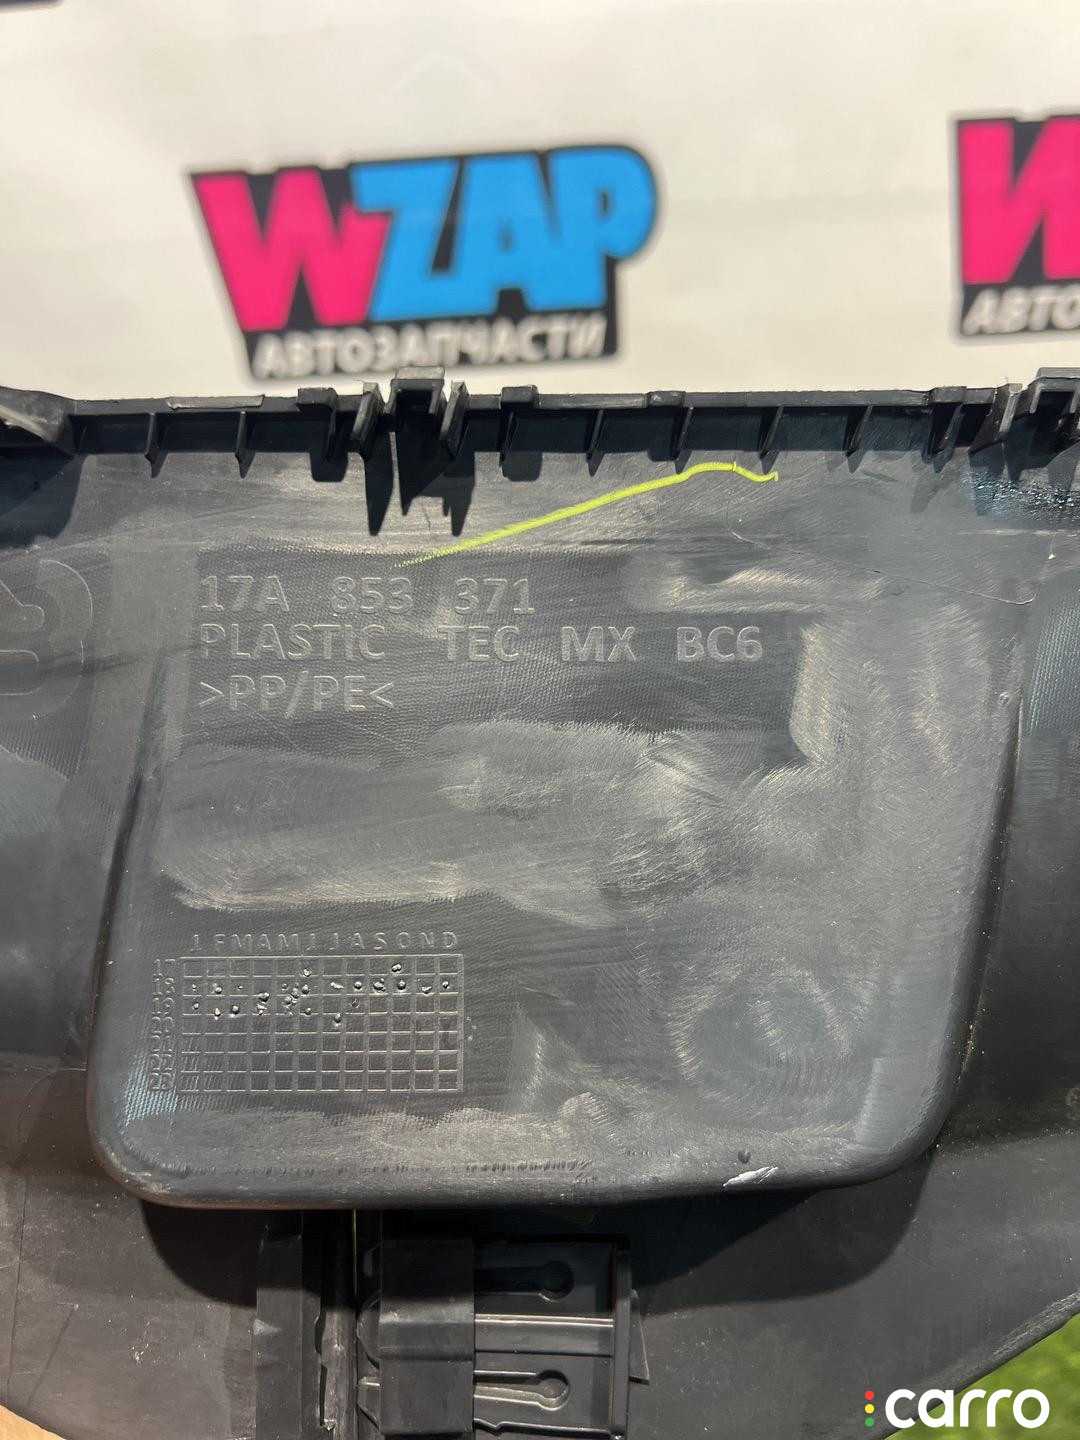 WZAP
АВТОЗАПЧАСТИ
АВТО
17A 853 371
PLASTIC TEC MX BC6
>PP/PE<
J F M A M J J A S O N D
17
18
19
20
21
22
23
carro